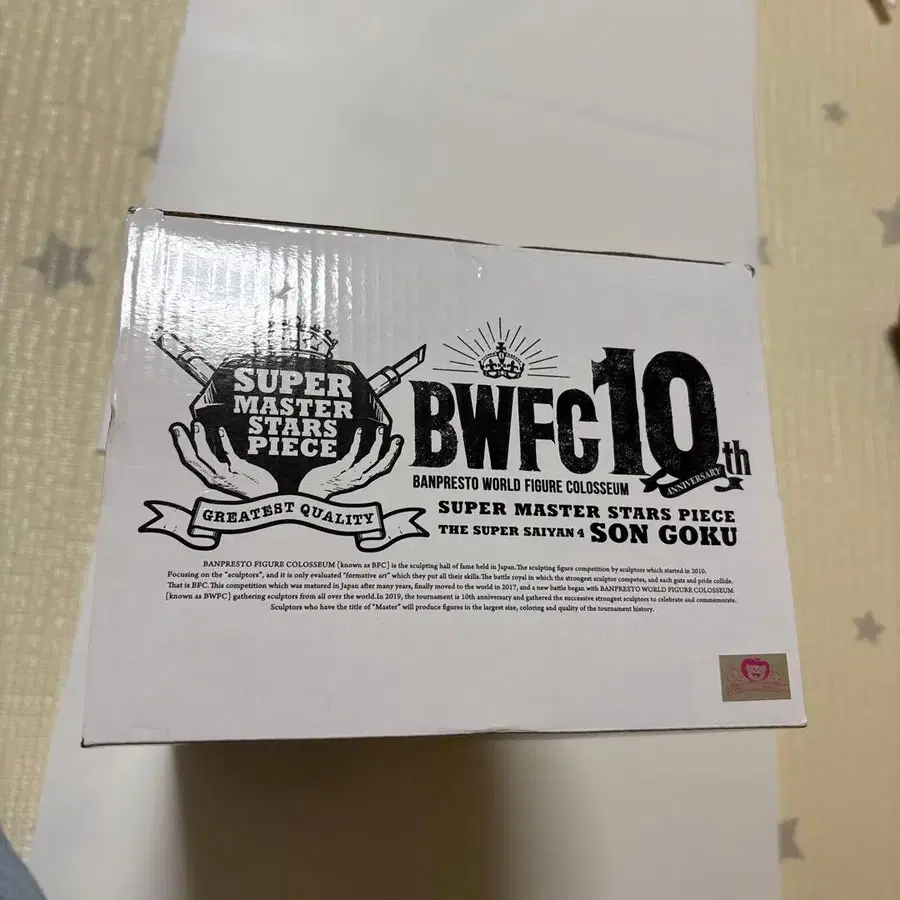 SUPER
MASTER
STARS
PIECE
GREATEST QUALITY
BWFC10th
ANNIVERSARY
BANPRESTO WORLD FIGURE COLOSSEUM
SUPER MASTER STARS PIECE
THE SUPER SAIYAN 4 SON GOKU
BANPRESTO FIGURE COLOSSEUM [known as BFC] is the sculpting hall of fame held in Japan.The sculpting figure competition by sculptors which started in 2010.
Focusing on the "sculptors", and it is only evaluated "formative art" which they put all their skills.The battle royal in which the strongest sculptor competes, and each guts and pride collide.
That is BFC.This competition which was matured in Japan after many years, finally moved to the world in 2017, and a new battle began with BANPRESTO WORLD FIGURE COLOSSEUM
[known as BWFC] gathering sculptors from all over the world.In 2019, the tournament is 10th anniversary and gathered the successive strongest sculptors to celebrate and commemorate.
Sculptors who have the title of "Master" will produce figures in the largest size, coloring and quality of the tournament history.